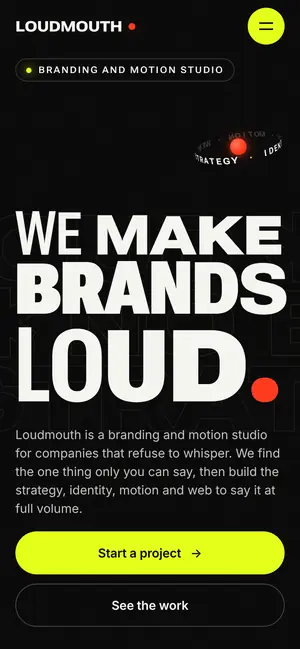 LOUDMOUTH
BRANDING AND MOTION STUDIO
TRATEGY · IDEN
WE MAKE
BRANDS
LOUD.
Loudmouth is a branding and motion studio
for companies that refuse to whisper. We find
the one thing only you can say, then build the
strategy, identity, motion and web to say it at
full volume.
Start a project →
See the work